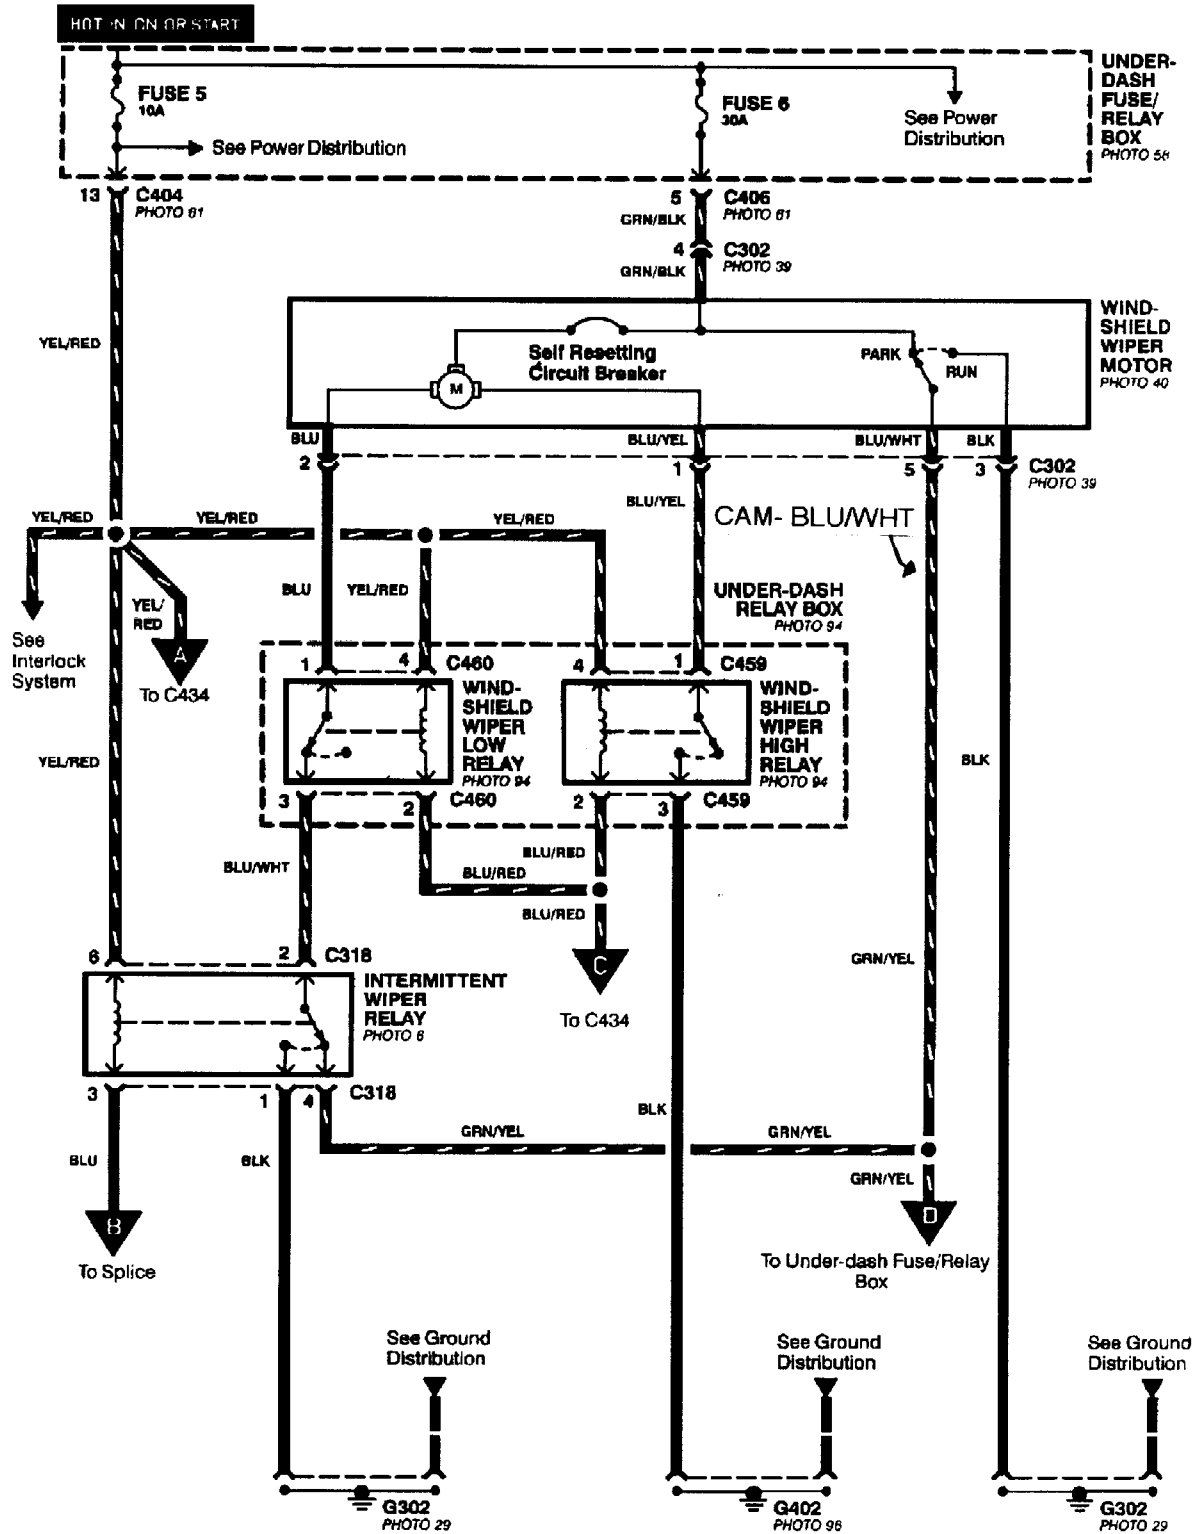 HOT IN ON OR START
UNDER-
DASH
FUSE/
RELAY
BOX
PHOTO 58
FUSE 5
10A
See Power Distribution
FUSE 6
30A
See Power
Distribution
13
C404
PHOTO 61
5
C406
PHOTO 61
GRN/BLK
4
C302
PHOTO 39
GRN/BLK
WIND-
SHIELD
WIPER
MOTOR
PHOTO 40
YEL/RED
Self Resetting
Circuit Breaker
M
PARK
RUN
BLU
BLU/YEL
BLU/WHT
BLK
2
1
5
3
C302
PHOTO 39
BLU/YEL
YEL/RED
YEL/RED
YEL/RED
CAM- BLU/WHT
BLU
YEL/RED
UNDER-DASH
RELAY BOX
PHOTO 94
YEL/
RED
See
Interlock
System
A
To C434
1
4
C460
4
1
C459
WIND-
SHIELD
WIPER
LOW
RELAY
PHOTO 94
WIND-
SHIELD
WIPER
HIGH
RELAY
PHOTO 94
YEL/RED
BLK
3
2
C460
2
3
C459
BLU/WHT
BLU/RED
BLU/RED
BLU/RED
6
2
C318
C
To C434
GRN/YEL
INTERMITTENT
WIPER
RELAY
PHOTO 6
3
1
4
C318
BLK
GRN/YEL
GRN/YEL
BLU
BLK
GRN/YEL
B
To Splice
D
To Under-dash Fuse/Relay
Box
See Ground
Distribution
See Ground
Distribution
See Ground
Distribution
G302
PHOTO 29
G402
PHOTO 96
G302
PHOTO 29